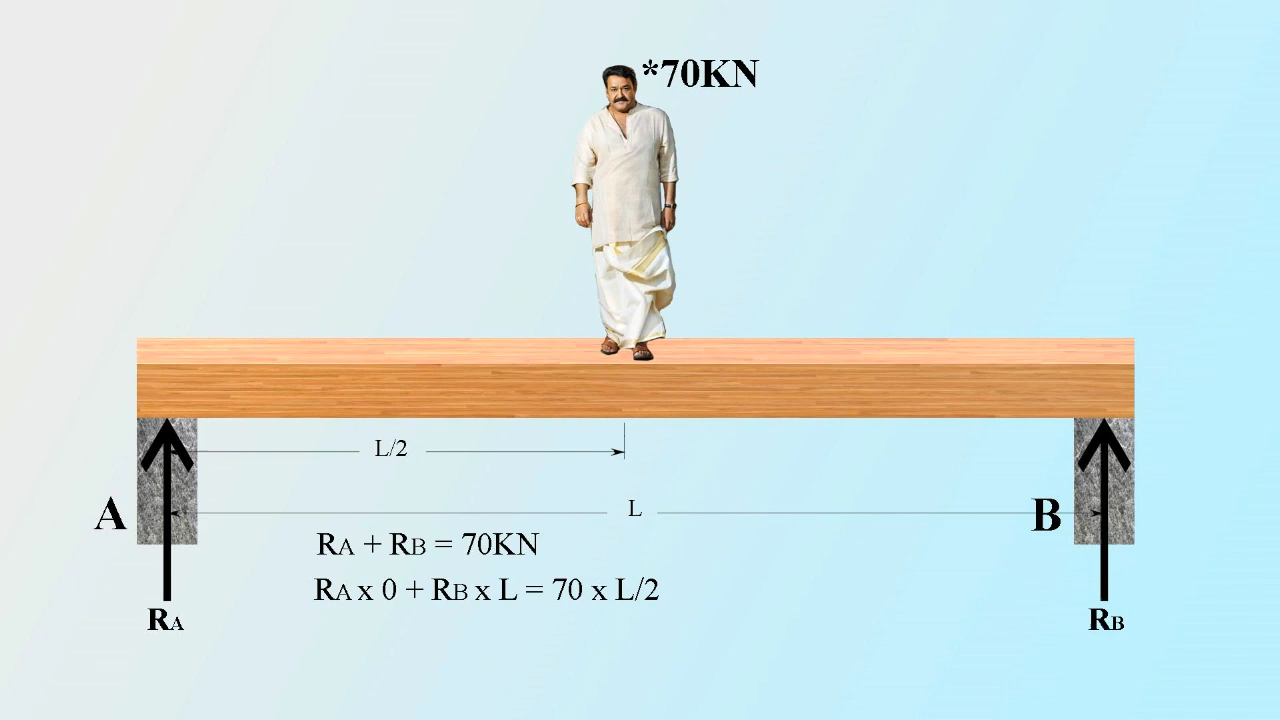 *70KN
L/2
A
L
B
RA + RB = 70KN
RA x 0 + RB x L = 70 x L/2
RA
RB